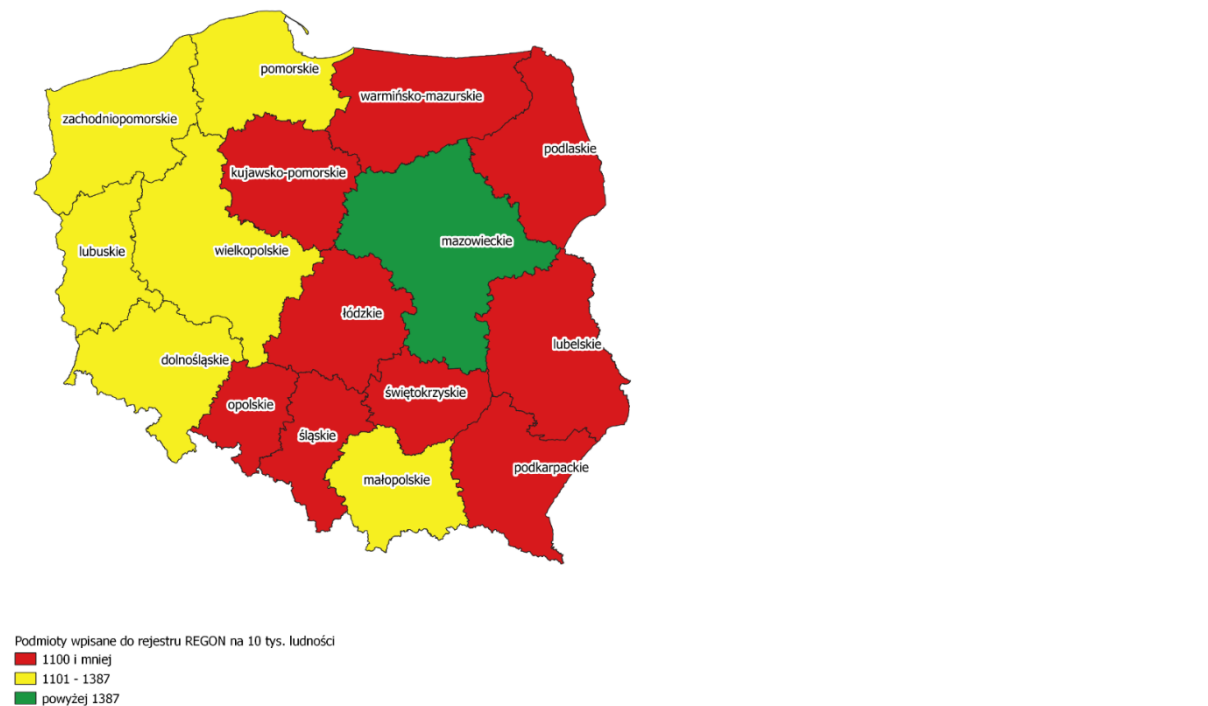 pomorskie
warmińsko-mazurskie
zachodniopomorskie
podlaskie
kujawsko-pomorskie
mazowieckie
lubuskie
wielkopolskie
łódzkie
lubelskie
dolnośląskie
świętokrzyskie
opolskie
śląskie
podkarpackie
małopolskie
Podmioty wpisane do rejestru REGON na 10 tys. ludności
1100 i mniej
1101 - 1387
powyżej 1387